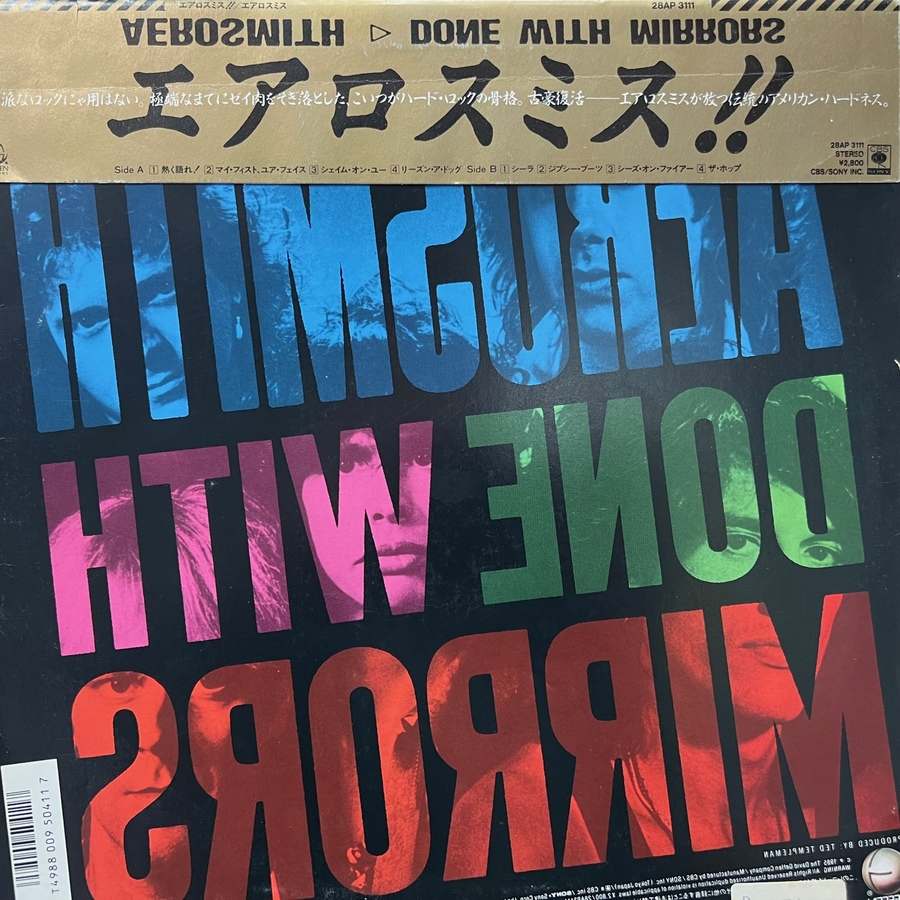 エアロスミス!! エアロスミス
28AP 3111
AEROSMITH ▷ DONE WITH MIRRORS
エアロスミス!!
派なロックにゃ用はない。極端なまでにゼイ肉をそぎ落とした、こいつがハード・ロックの骨格。古豪復活――エアロスミスが放つ伝統のアメリカン・ハードネス。
28AP 3111
STEREO
¥2,800
CBS/SONY INC.
CBS
Side A ①熱く語れ! ②マイ・フィスト、ユア・フェイス ③シェイム・オン・ユー ④リーズン・ア・ドッグ Side B ①シーラ ②ジプシー・ブーツ ③シーズ・オン・ファイアー ④ザ・ホップ
AEROSMITH
DONE WITH
MIRRORS
T4988 009 50411 7
PRODUCED BY: TED TEMPLEMAN